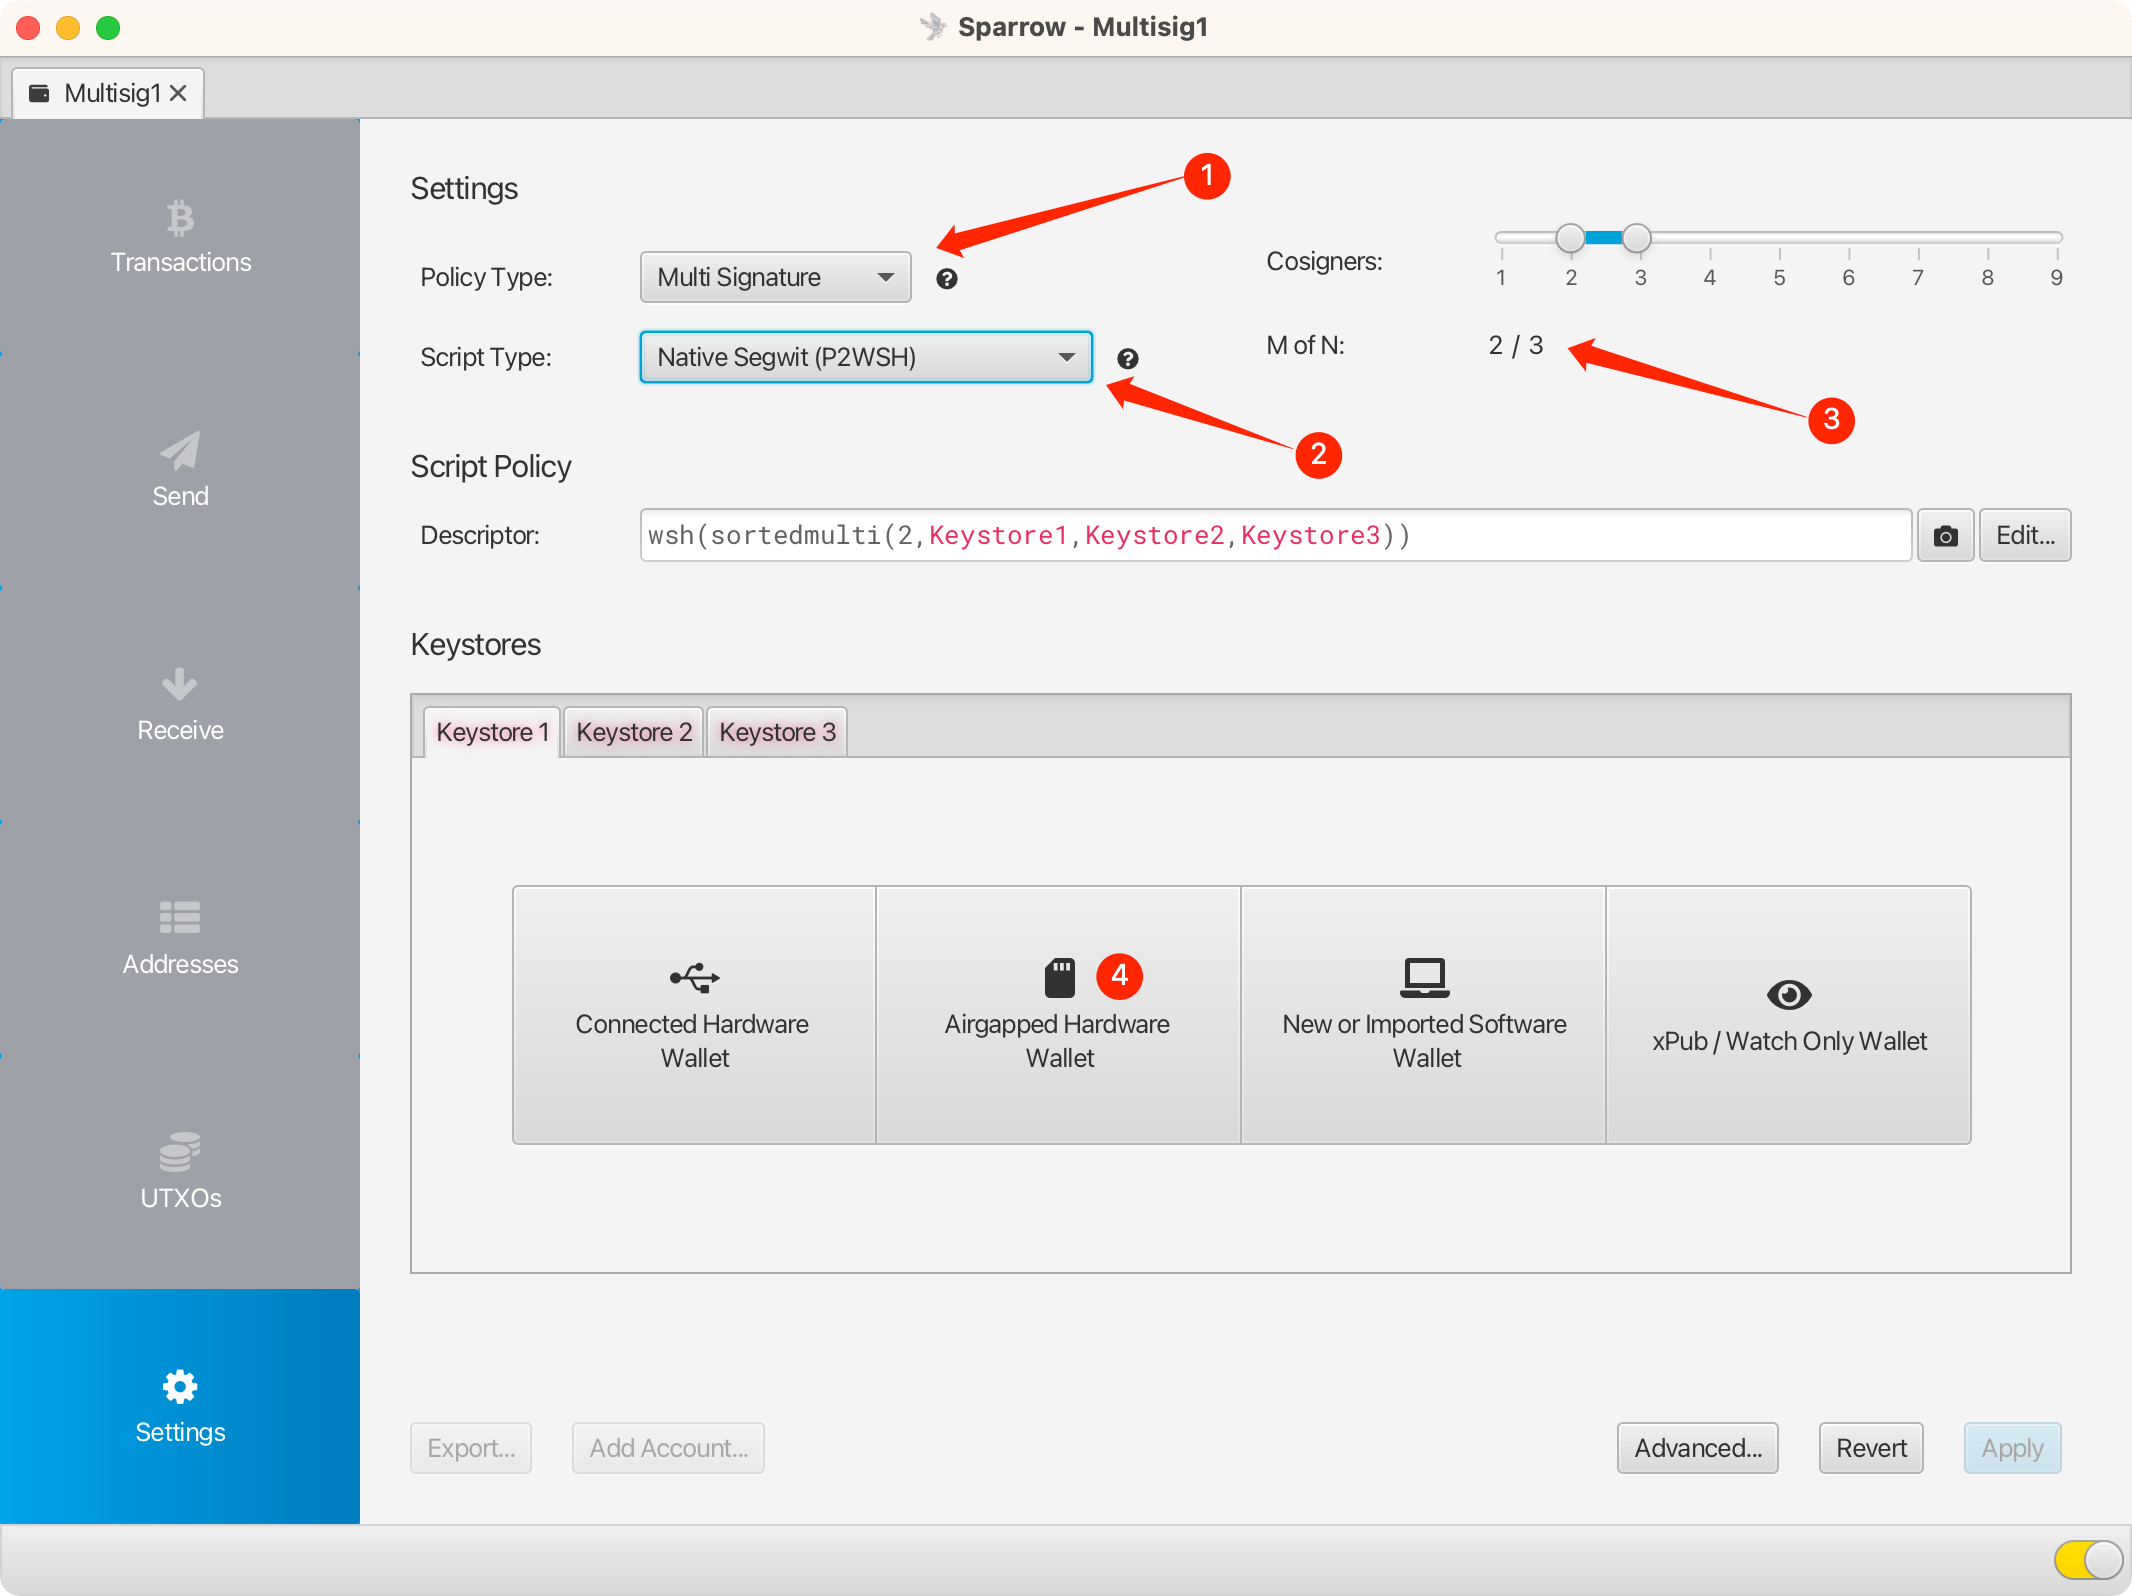 Sparrow - Multisig1
Multisig1
Transactions
Send
Receive
Addresses
UTXOs
Settings
Settings
1
Policy Type:
Multi Signature
Cosigners:
1 2 3 4 5 6 7 8 9
Script Type:
Native Segwit (P2WSH)
M of N:
2 / 3
3
2
Script Policy
Descriptor:
wsh(sortedmulti(2,Keystore1,Keystore2,Keystore3))
Edit...
Keystores
Keystore 1
Keystore 2
Keystore 3
Connected Hardware
Wallet
4
Airgapped Hardware
Wallet
New or Imported Software
Wallet
xPub / Watch Only Wallet
Export...
Add Account...
Advanced...
Revert
Apply